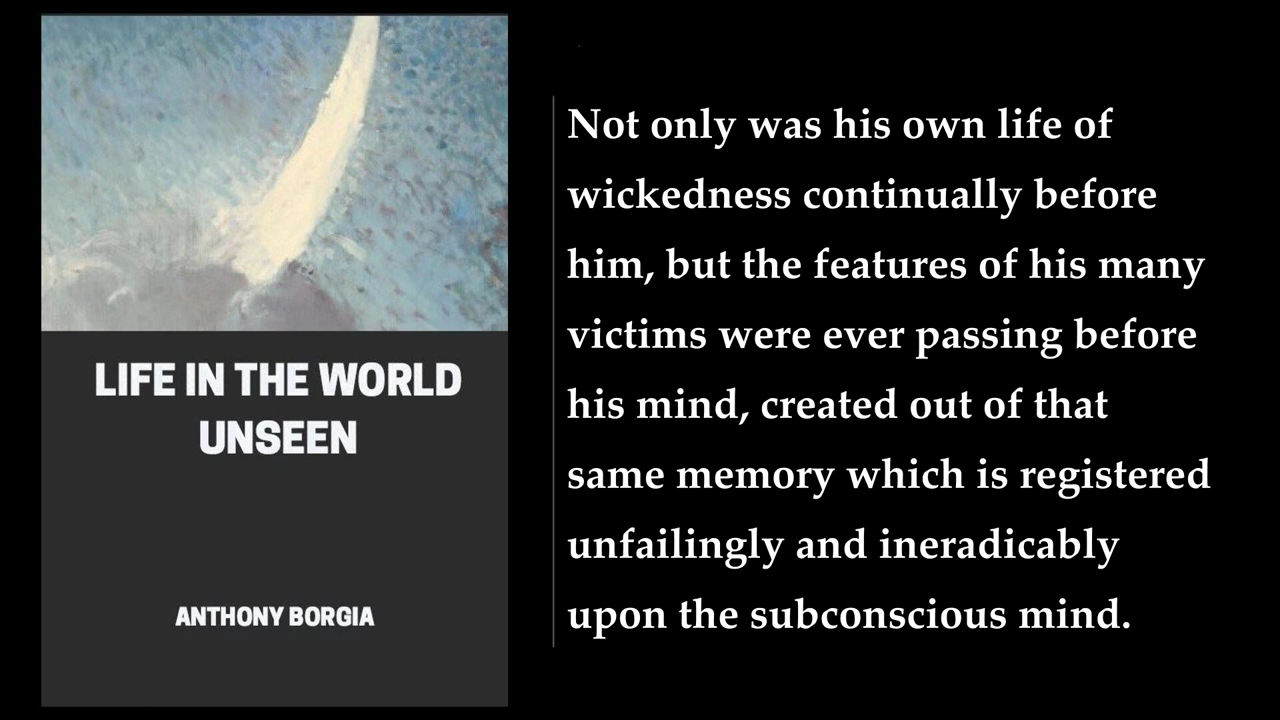 LIFE IN THE WORLD
UNSEEN
ANTHONY BORGIA
Not only was his own life of
wickedness continually before
him, but the features of his many
victims were ever passing before
his mind, created out of that
same memory which is registered
unfailingly and ineradicably
upon the subconscious mind.